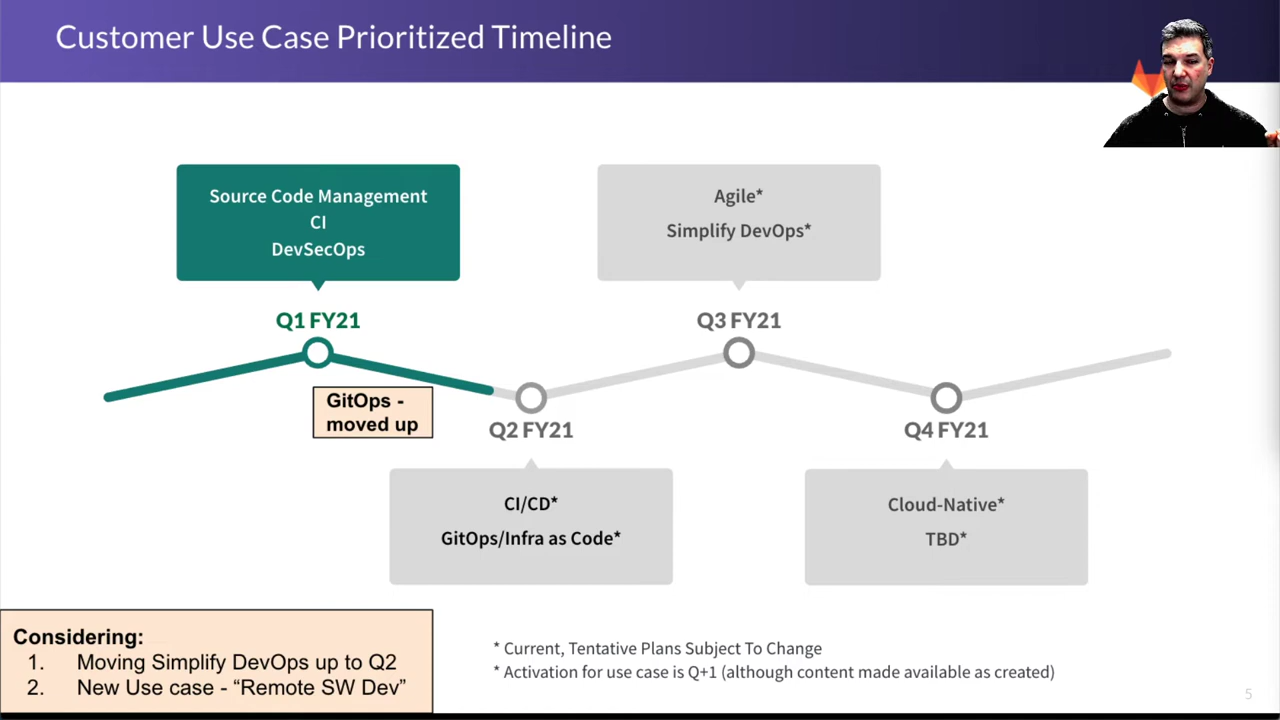 Customer Use Case Prioritized Timeline
Source Code Management
CI
DevSecOps
Agile*
Simplify DevOps*
Q1 FY21
Q3 FY21
GitOps -
moved up
Q2 FY21
Q4 FY21
CI/CD*
GitOps/Infra as Code*
Cloud-Native*
TBD*
Considering:
1. Moving Simplify DevOps up to Q2
2. New Use case - “Remote SW Dev”
* Current, Tentative Plans Subject To Change
* Activation for use case is Q+1 (although content made available as created)
5